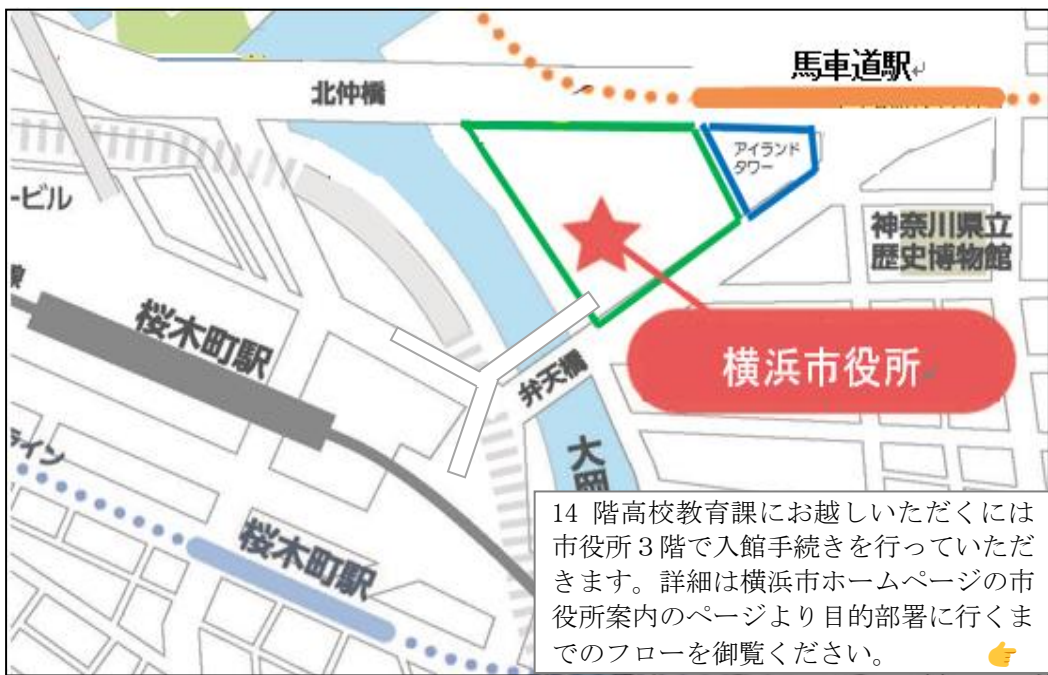 馬車道駅
北仲橋
アイランド
タワー
ービル
神奈川県立
歴史博物館
桜木町駅
横浜市役所
弁天橋
大岡
ライン
桜木町駅
14 階高校教育課にお越しいただくには
市役所３階で入館手続きを行っていただ
きます。詳細は横浜市ホームページの市
役所案内のページより目的部署に行くま
でのフローを御覧ください。 👉